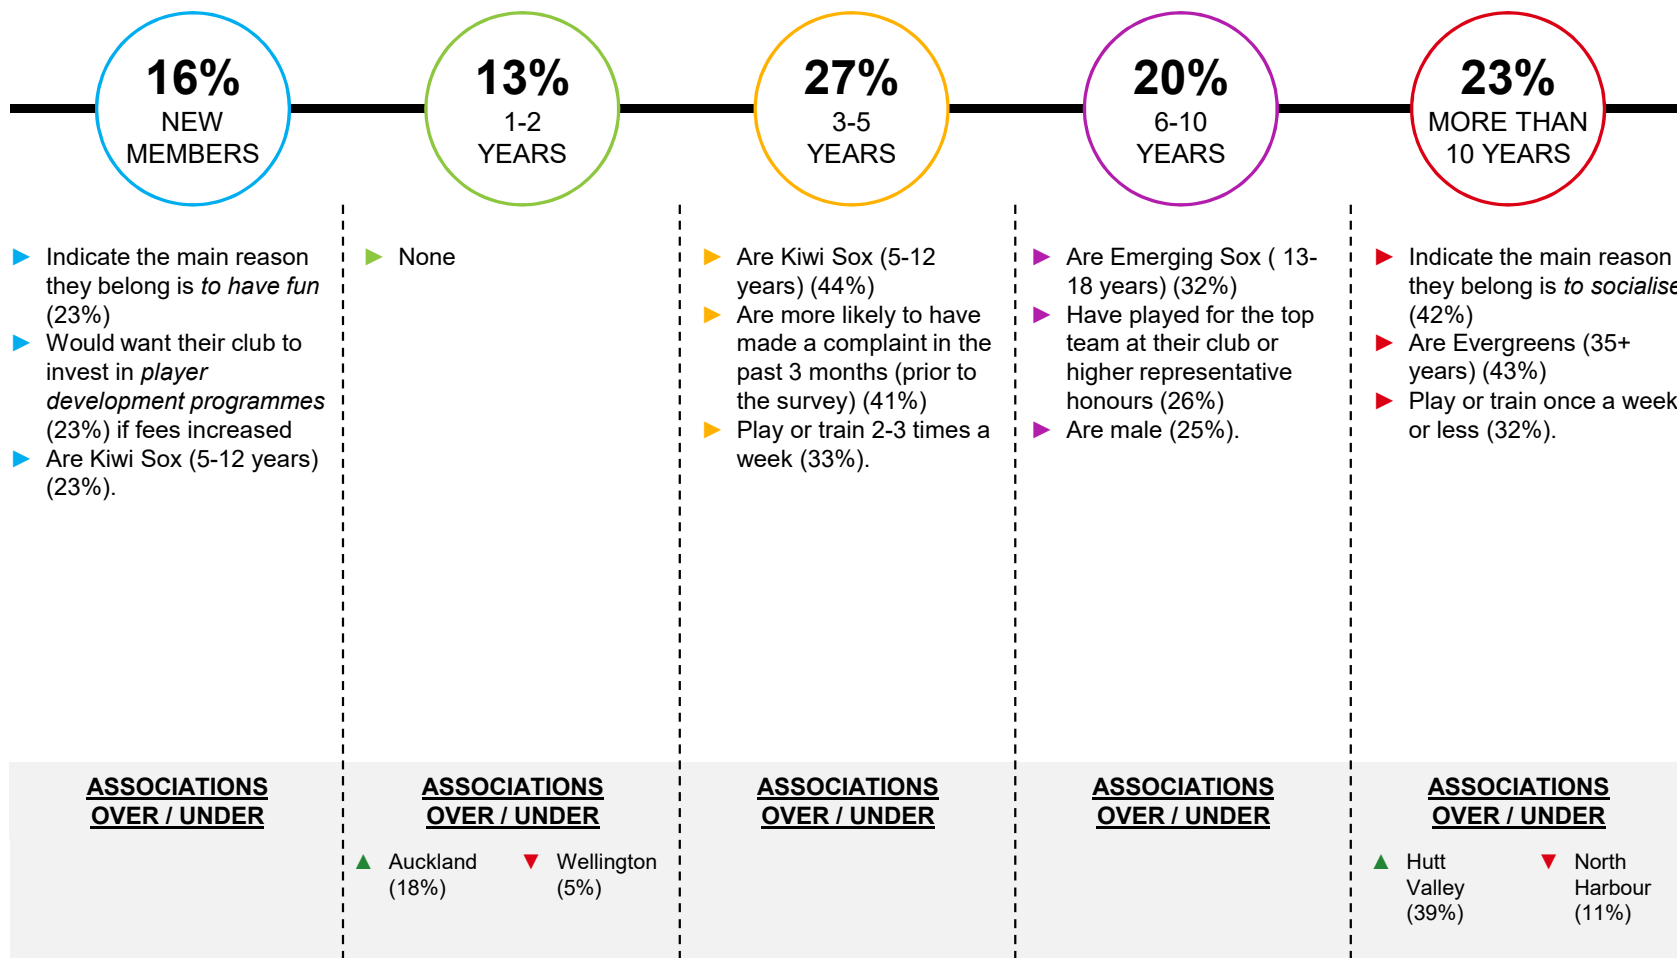 16%
NEW
MEMBERS
13%
1-2
YEARS
27%
3-5
YEARS
20%
6-10
YEARS
23%
MORE THAN
10 YEARS
► Indicate the main reason
they belong is to have fun
(23%)
► Would want their club to
invest in player
development programmes
(23%) if fees increased
► Are Kiwi Sox (5-12 years)
(23%).
► None
► Are Kiwi Sox (5-12
years) (44%)
► Are more likely to have
made a complaint in the
past 3 months (prior to
the survey) (41%)
► Play or train 2-3 times a
week (33%).
► Are Emerging Sox ( 13-
18 years) (32%)
► Have played for the top
team at their club or
higher representative
honours (26%)
► Are male (25%).
► Indicate the main reason
they belong is to socialise
(42%)
► Are Evergreens (35+
years) (43%)
► Play or train once a week
or less (32%).
ASSOCIATIONS
OVER / UNDER
ASSOCIATIONS
OVER / UNDER
▲ Auckland
(18%)
▼ Wellington
(5%)
ASSOCIATIONS
OVER / UNDER
ASSOCIATIONS
OVER / UNDER
ASSOCIATIONS
OVER / UNDER
▲ Hutt
Valley
(39%)
▼ North
Harbour
(11%)